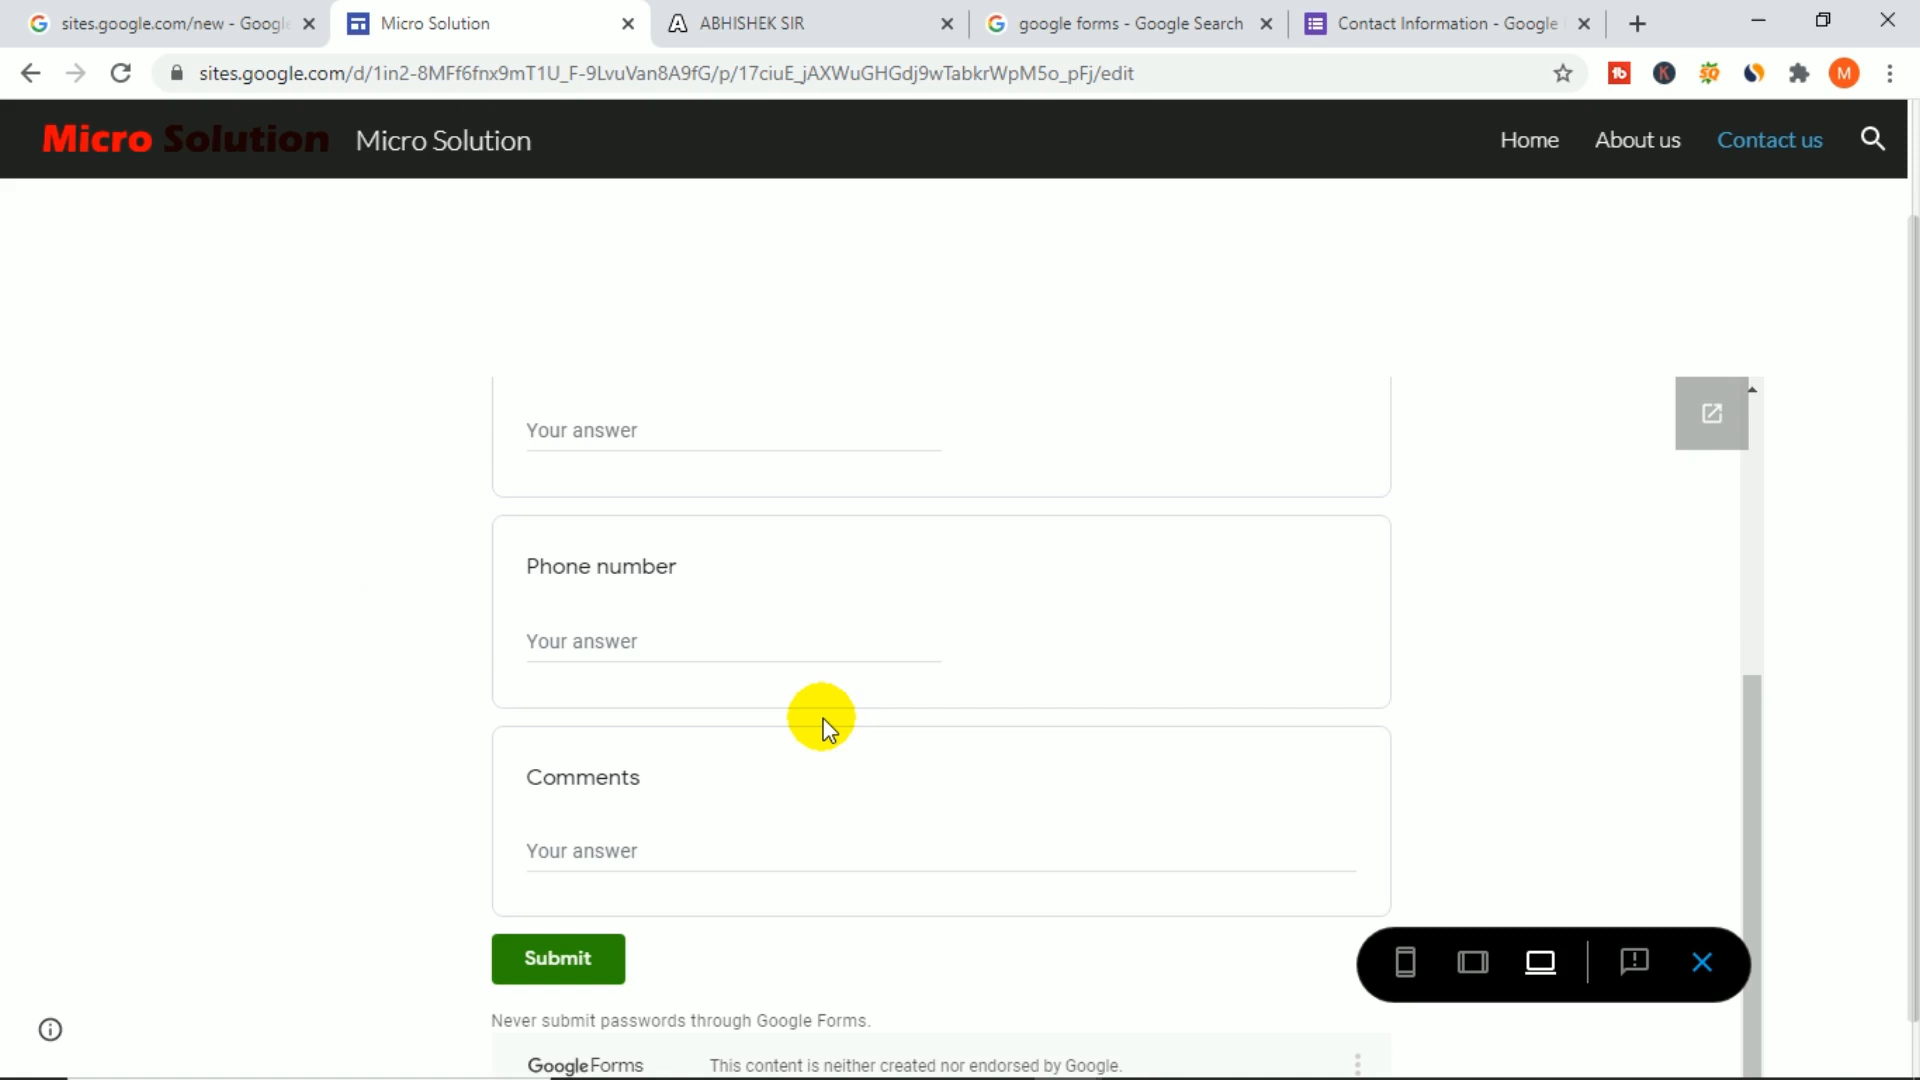 sites.google.com/new - Google
Micro Solution
ABHISHEK SIR
google forms - Google Search
Contact Information - Google
sites.google.com/d/1in2-8MFf6fnx9mT1U_F-9LvuVan8A9fG/p/17ciuE_jAXWuGHGdj9wTabkrWpM5o_pFj/edit
M
Micro Solution
Micro Solution
Home
About us
Contact us
Your answer
Phone number
Your answer
Comments
Your answer
Submit
Never submit passwords through Google Forms.
Google Forms
This content is neither created nor endorsed by Google.